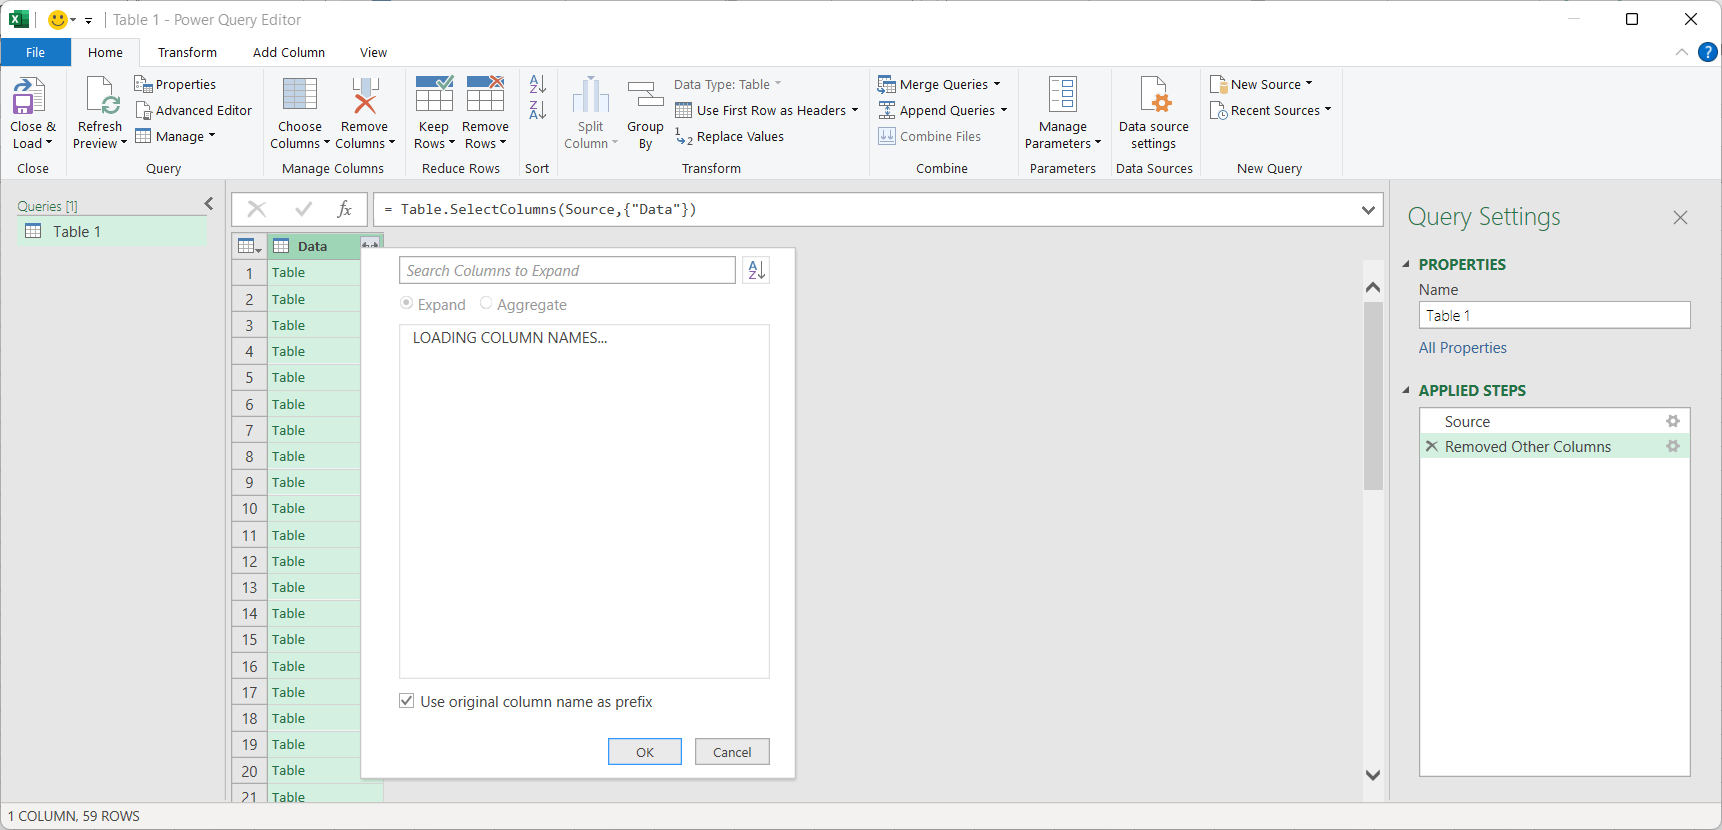 Table 1 - Power Query Editor
File Home Transform Add Column View
Close & Load
Close
Refresh Preview
Properties
Advanced Editor
Manage
Query
Choose Columns
Remove Columns
Manage Columns
Keep Rows
Remove Rows
Reduce Rows
A Z
Z A
Sort
Split Column
Group By
Data Type: Table
Use First Row as Headers
1 2 Replace Values
Transform
Merge Queries
Append Queries
Combine Files
Combine
Manage Parameters
Parameters
Data source settings
Data Sources
New Source
Recent Sources
New Query
?
Queries [1]
Table 1
fx = Table.SelectColumns(Source,{"Data"})
Data
1 Table
2 Table
3 Table
4 Table
5 Table
6 Table
7 Table
8 Table
9 Table
10 Table
11 Table
12 Table
13 Table
14 Table
15 Table
16 Table
17 Table
18 Table
19 Table
20 Table
21 Table
Search Columns to Expand
A Z
Expand Aggregate
LOADING COLUMN NAMES...
Use original column name as prefix
OK Cancel
Query Settings
PROPERTIES
Name
Table 1
All Properties
APPLIED STEPS
Source
Removed Other Columns
1 COLUMN, 59 ROWS